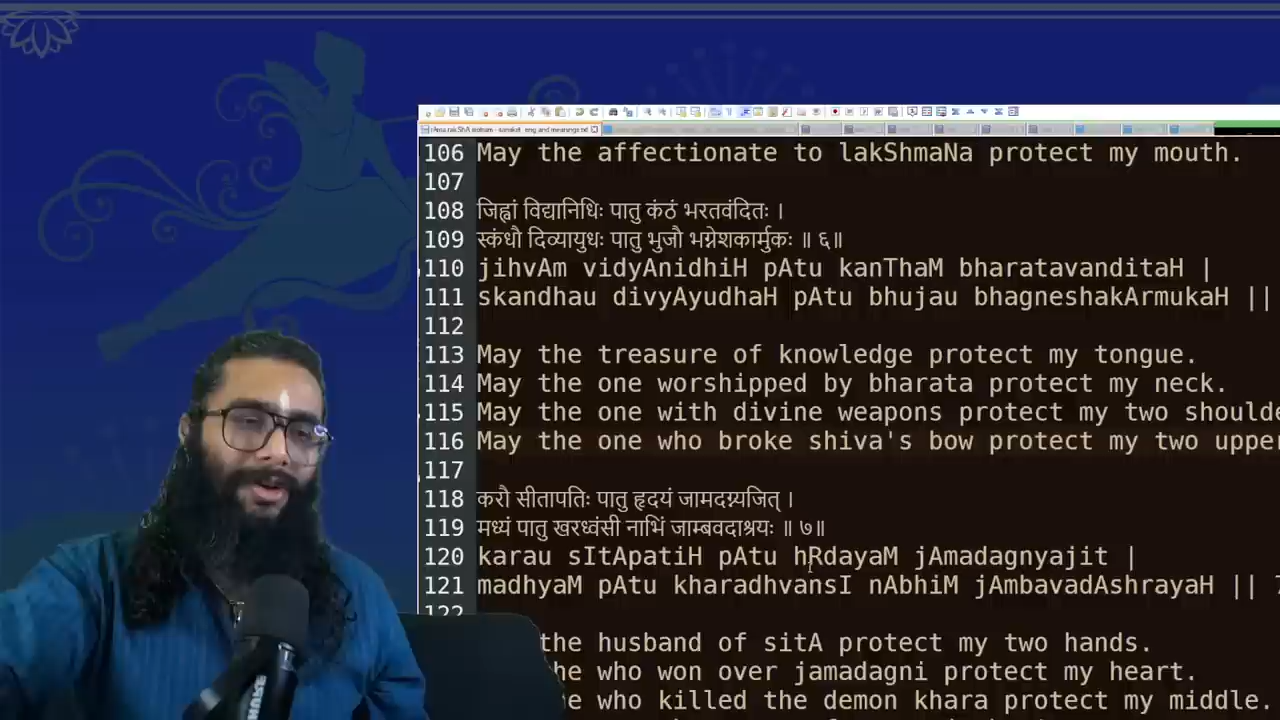 106 May the affectionate to lakShmaNa protect my mouth.
107
108 जिह्वां विद्यानिधिः पातु कंठं भरतवंदितः ।
109 स्कंधौ दिव्यायुधः पातु भुजौ भग्नेशकार्मुकः ॥ ६॥
110 jihvAm vidyAnidhiH pAtu kanThaM bharatavanditaH |
111 skandhau divyAyudhaH pAtu bhujau bhagneshakArmukaH ||
112
113 May the treasure of knowledge protect my tongue.
114 May the one worshipped by bharata protect my neck.
115 May the one with divine weapons protect my two shoulde
116 May the one who broke shiva's bow protect my two upper
117
118 करौ सीतापतिः पातु हृदयं जामदग्न्यजित् ।
119 मध्यं पातु खरध्वंसी नाभिं जाम्बवदाश्रयः ॥ ७॥
120 karau sItApatiH pAtu hRdayaM jAmadagnyajit |
121 madhyaM pAtu kharadhvansI nAbhiM jAmbavadAshrayaH || 7
122
the husband of sitA protect my two hands.
he who won over jamadagni protect my heart.
he who killed the demon khara protect my middle.